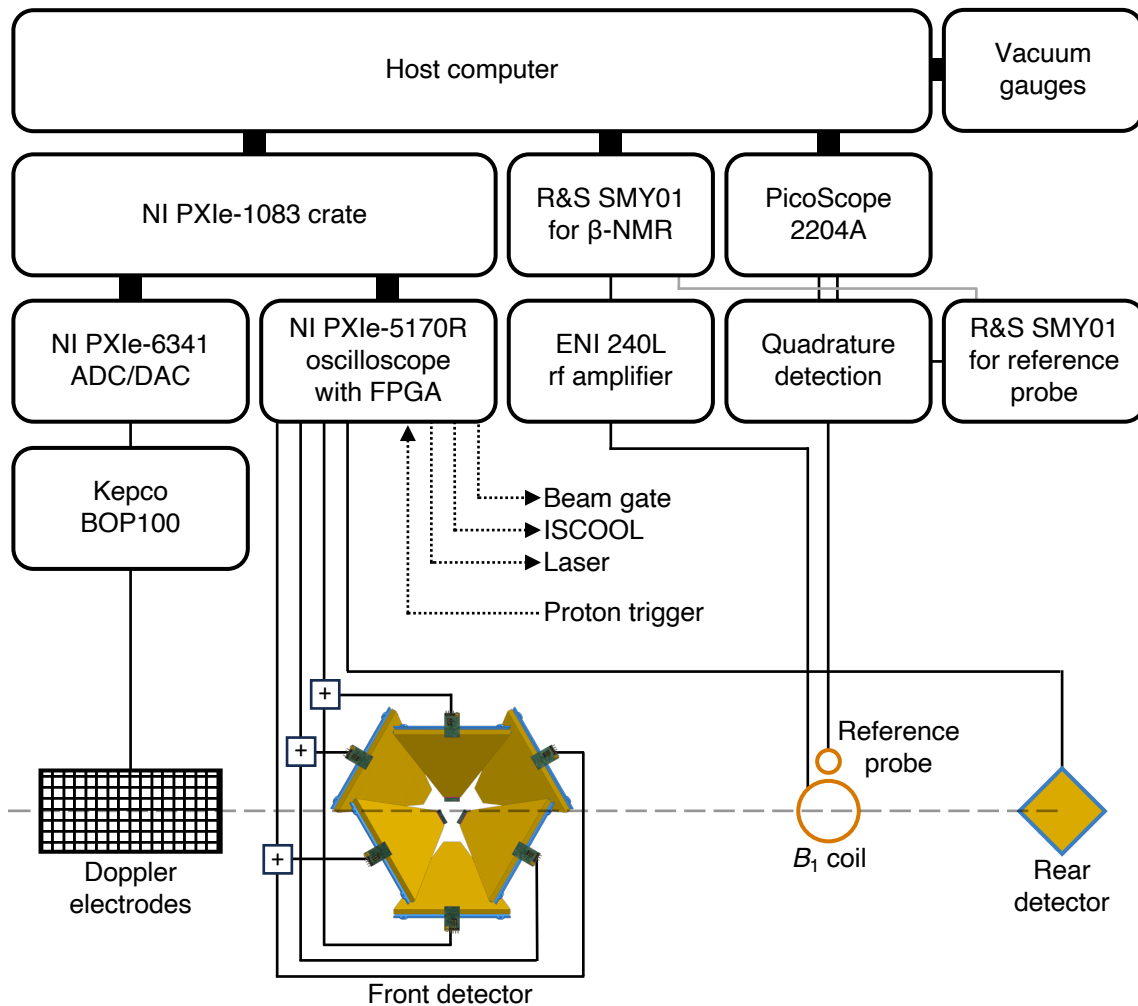 Host computer
Vacuum
gauges
NI PXIe-1083 crate
R&S SMY01
for β-NMR
PicoScope
2204A
NI PXIe-6341
ADC/DAC
NI PXIe-5170R
oscilloscope
with FPGA
ENI 240L
rf amplifier
Quadrature
detection
R&S SMY01
for reference
probe
Kepco
BOP100
Beam gate
ISCOOL
Laser
Proton trigger
+
+
+
Reference
probe
Doppler
electrodes
B₁ coil
Rear
detector
Front detector